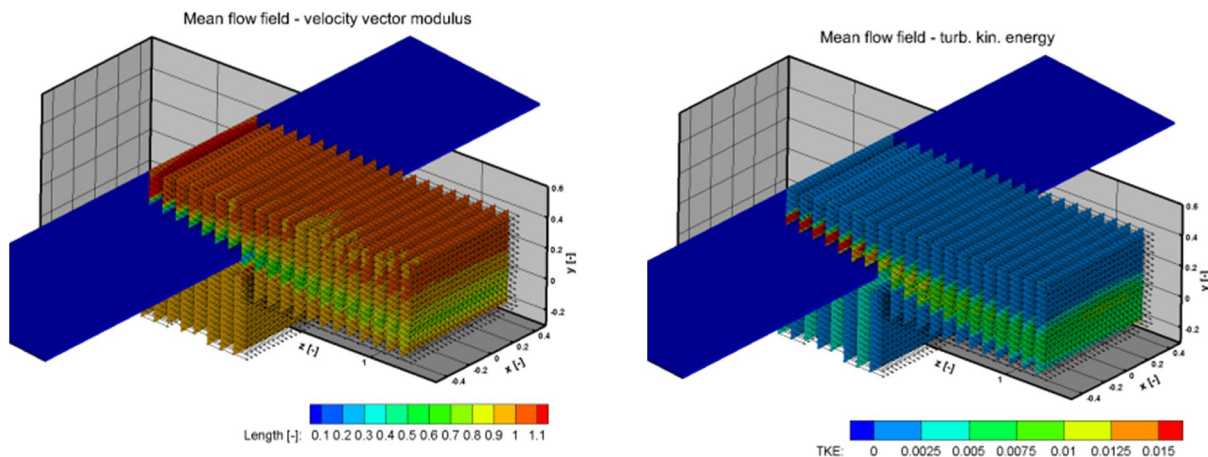 Mean flow field - velocity vector modulus
0.6
0.4
0.2
0
-0.2
y [-]
z [-]
1
-0.4
-0.2
0
0.2
0.4
x [-]
Length [-]: 0.1 0.2 0.3 0.4 0.5 0.6 0.7 0.8 0.9 1 1.1
Mean flow field - turb. kin. energy
0.6
0.4
0.2
0
-0.2
y [-]
z [-]
1
-0.4
-0.2
0
0.2
0.4
x [-]
TKE: 0 0.0025 0.005 0.0075 0.01 0.0125 0.015